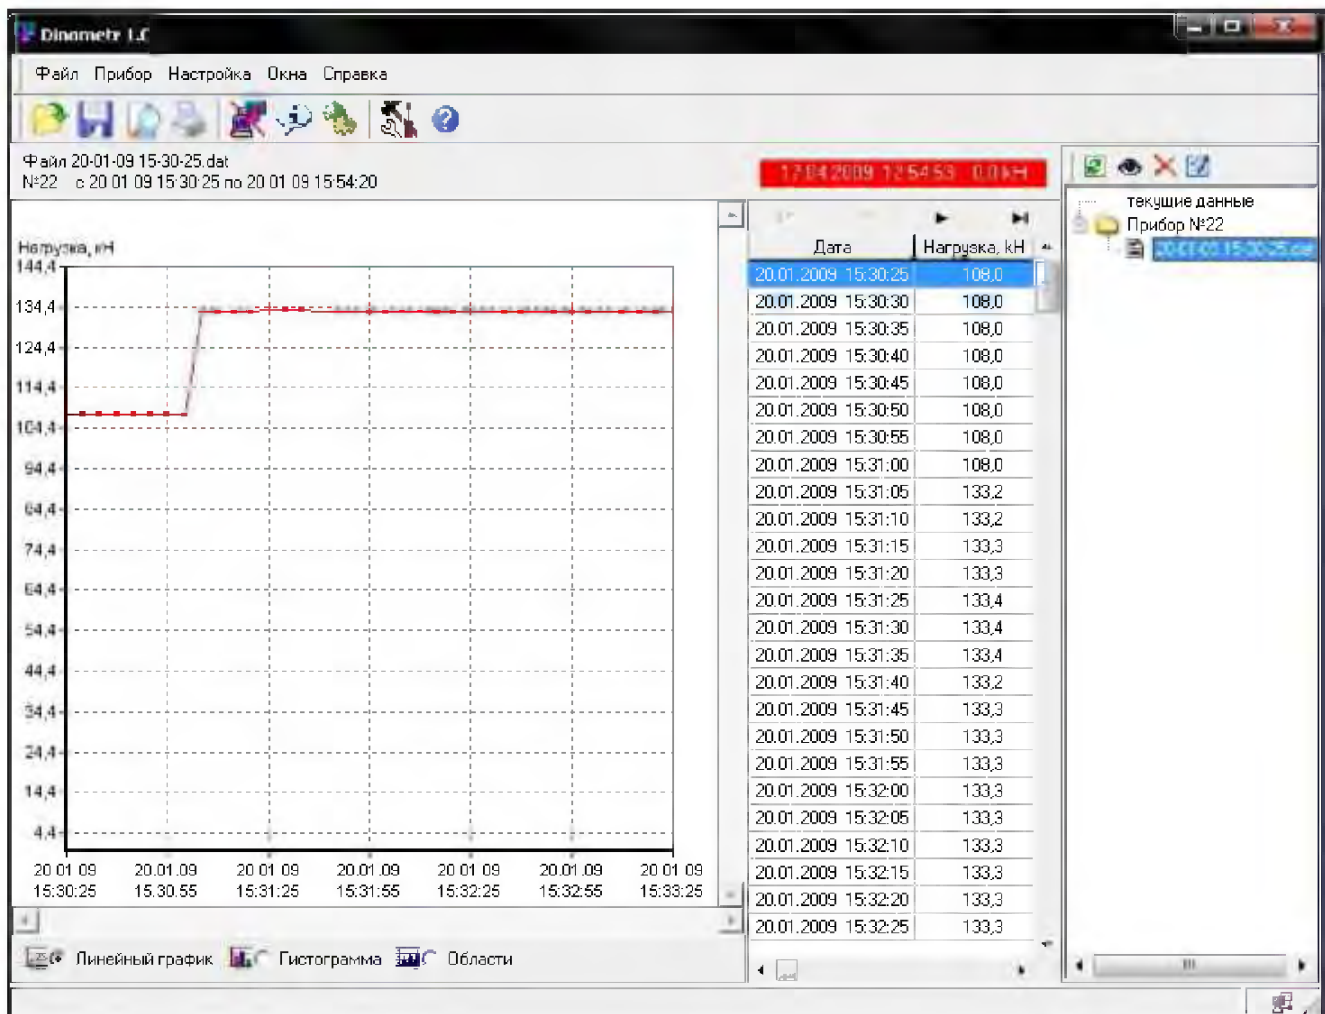 Dinometr 1.0
Файл Прибор Настройка Окна Справка
Файл 20-01-09 15-30-25.dat
№22 с 20 01 09 15:30:25 по 20 01 09 15:54:20
17.04.2009 12:54:53 0.0 кН
текущие данные
Прибор №22
20-01-09 15-30-25.dat
Нагрузка, кН
144,4
134,4
124,4
114,4
104,4
94,4
84,4
74,4
64,4
54,4
44,4
34,4
24,4
14,4
4,4
20 01 09 20.01.09 20 01 09 20.01.09 20 01 09 20.01.09 20 01 09
15:30:25 15:30:55 15:31:25 15:31:55 15:32:25 15:32:55 15:33:25
Дата Нагрузка, кН
20.01.2009 15:30:25 108,0
20.01.2009 15:30:30 108,0
20.01.2009 15:30:35 108,0
20.01.2009 15:30:40 108,0
20.01.2009 15:30:45 108,0
20.01.2009 15:30:50 108,0
20.01.2009 15:30:55 108,0
20.01.2009 15:31:00 108,0
20.01.2009 15:31:05 133,2
20.01.2009 15:31:10 133,2
20.01.2009 15:31:15 133,3
20.01.2009 15:31:20 133,3
20.01.2009 15:31:25 133,4
20.01.2009 15:31:30 133,4
20.01.2009 15:31:35 133,4
20.01.2009 15:31:40 133,2
20.01.2009 15:31:45 133,3
20.01.2009 15:31:50 133,3
20.01.2009 15:31:55 133,3
20.01.2009 15:32:00 133,3
20.01.2009 15:32:05 133,3
20.01.2009 15:32:10 133,3
20.01.2009 15:32:15 133,3
20.01.2009 15:32:20 133,3
20.01.2009 15:32:25 133,3
Линейный график Гистограмма Области